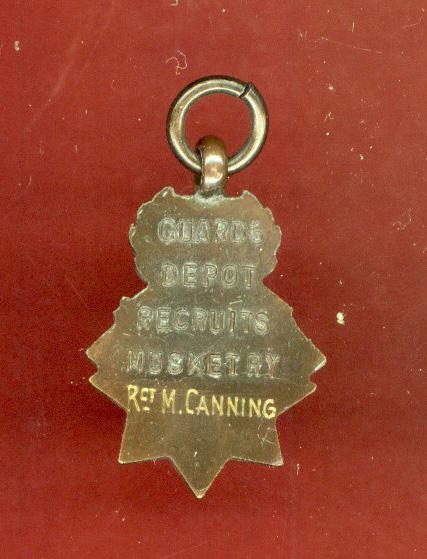 GUARDS
DEPOT
RECRUITS
MUSKETRY
RCT M. CANNING